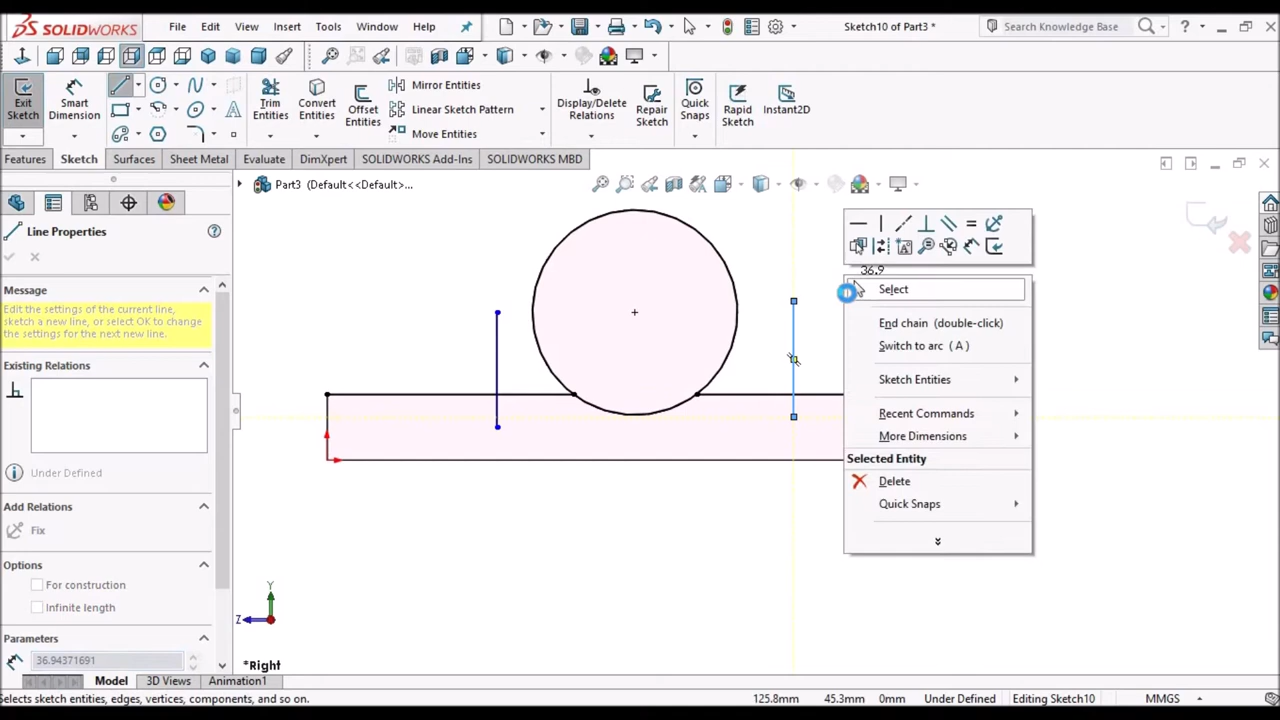 SOLIDWORKS File Edit View Insert Tools Window Help Sketch10 of Part3 * Search Knowledge Base ?
Exit Sketch
Smart Dimension
Trim Entities
Convert Entities
Offset Entities
Mirror Entities
Linear Sketch Pattern
Move Entities
Display/Delete Relations
Repair Sketch
Quick Snaps
Rapid Sketch
Instant2D
Features Sketch Surfaces Sheet Metal Evaluate DimXpert SOLIDWORKS Add-Ins SOLIDWORKS MBD
Part3 (Default<<Default>...
Line Properties
Message
Edit the settings of the current line,
sketch a new line, or select OK to change
the settings for the next new line.
Existing Relations
Under Defined
Add Relations
Fix
Options
For construction
Infinite length
Parameters
36.94371691
36.9
Select
End chain (double-click)
Switch to arc ( A )
Sketch Entities
Recent Commands
More Dimensions
Selected Entity
Delete
Quick Snaps
Y
Z
*Right
Model 3D Views Animation1
Selects sketch entities, edges, vertices, components, and so on. 125.8mm 45.3mm 0mm Under Defined Editing Sketch10 MMGS